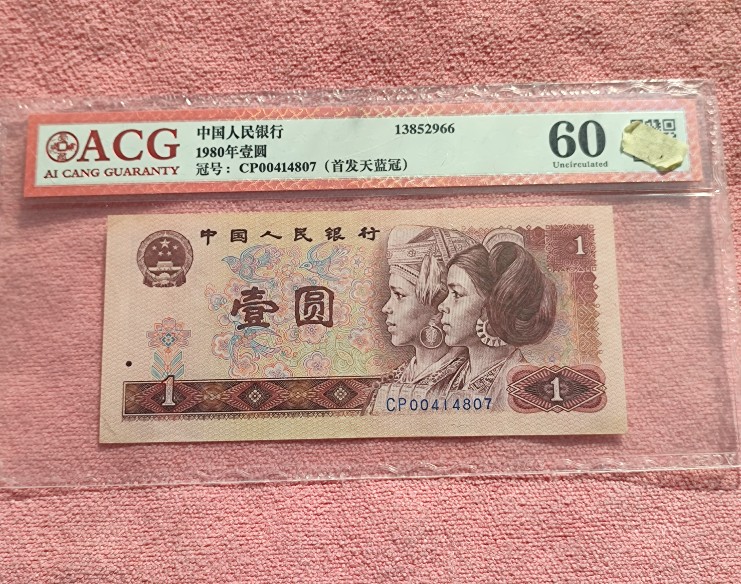 ACG
AI CANG GUARANTY
中国人民银行
13852966
1980年壹圆
冠号：CP00414807（首发天蓝冠）
60
Uncirculated
中国人民银行
1
壹圆
1
CP00414807
1